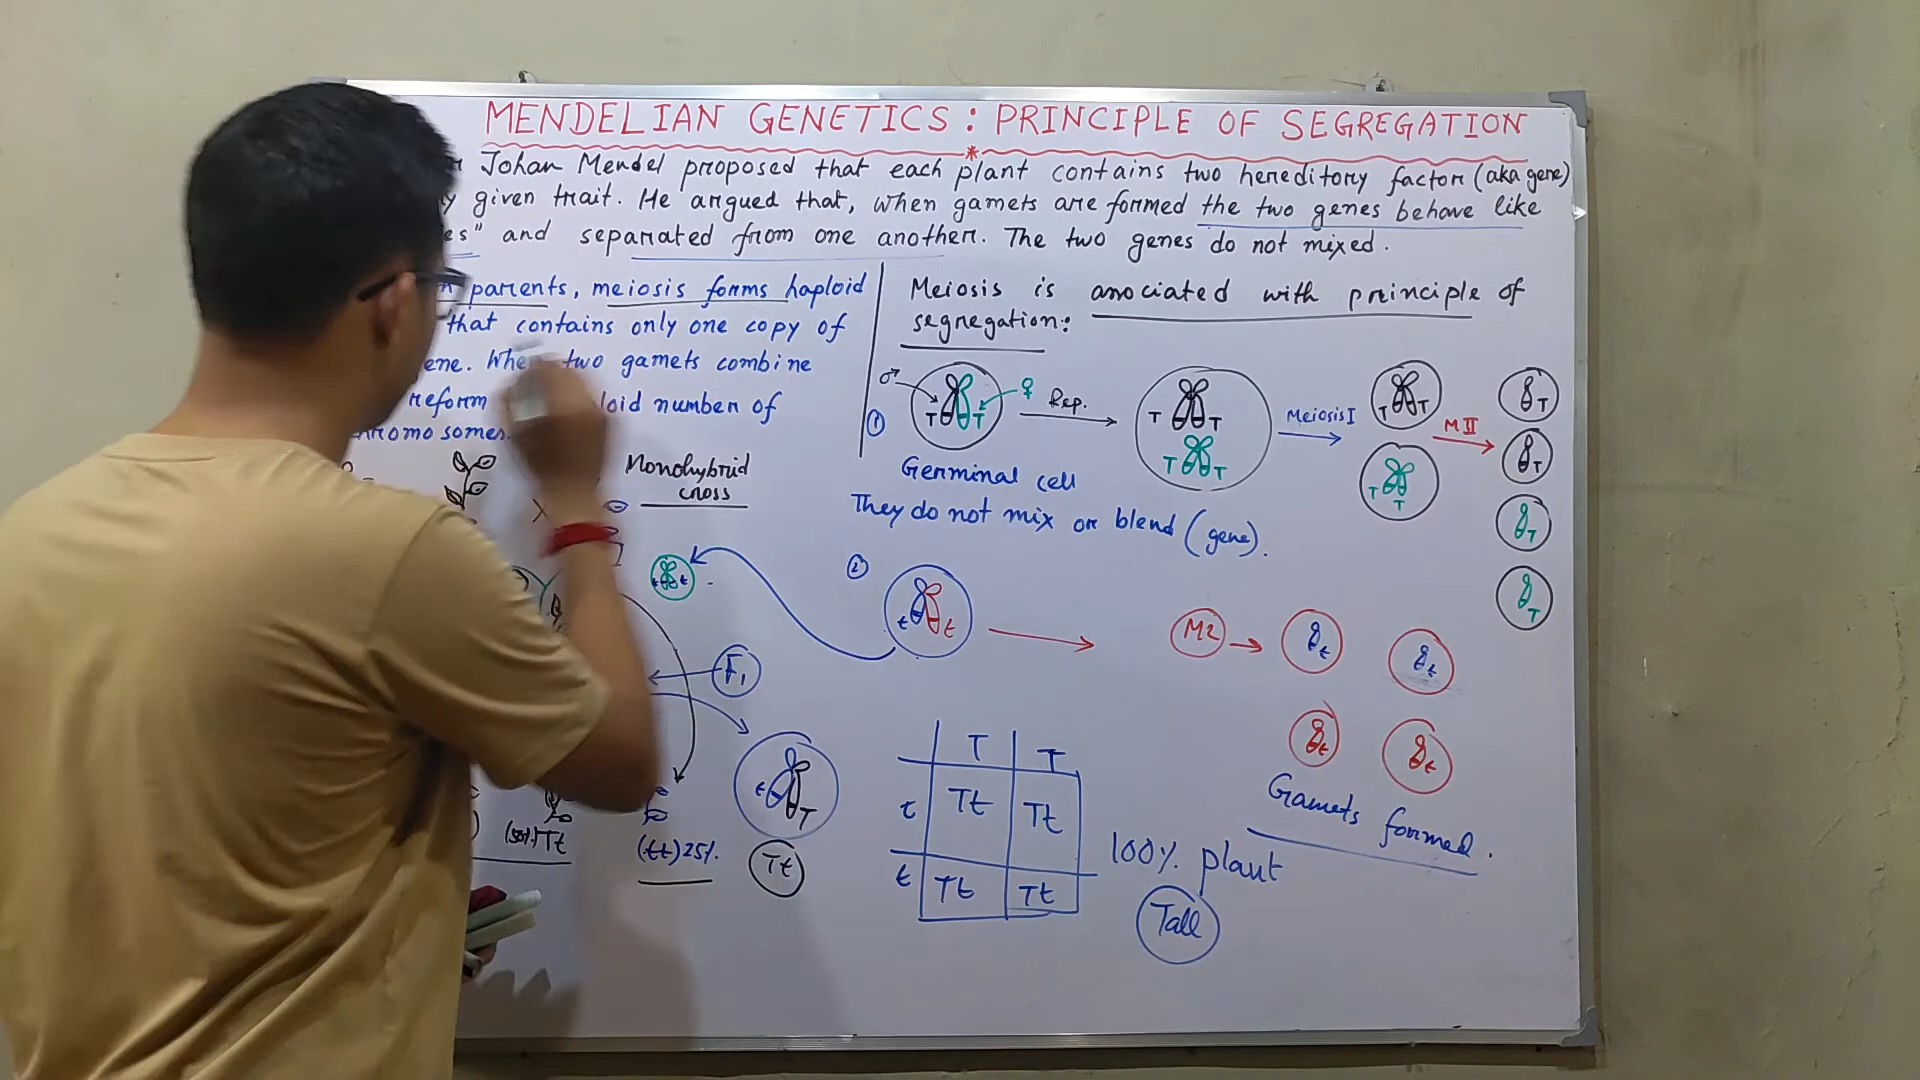 MENDELIAN GENETICS: PRINCIPLE OF SEGREGATION
Johan Mendel proposed that each plant contains two hereditory factor (aka gene)
given trait. He argued that, when gamets are formed the two genes behave like
and separated from one another. The two genes do not mixed.
parents, meiosis forms haploid
that contains only one copy of
two gamets combine
reform number of
Meiosis is associated with principle of
segregation:
♂ ♀
T T
①
Rep.
T T
T T
Meiosis I
T T
T T
M II
T
T
T
T
Germinal cell
They do not mix or blend (gene).
Monohybrid
cross
X
t t
②
t t
M2
t
t
t
t
Gamets formed.
F1
t T
Tt
(50%) Tt
(tt) 25%.
T T
t Tt Tt
t Tt Tt
100% plant
Tall